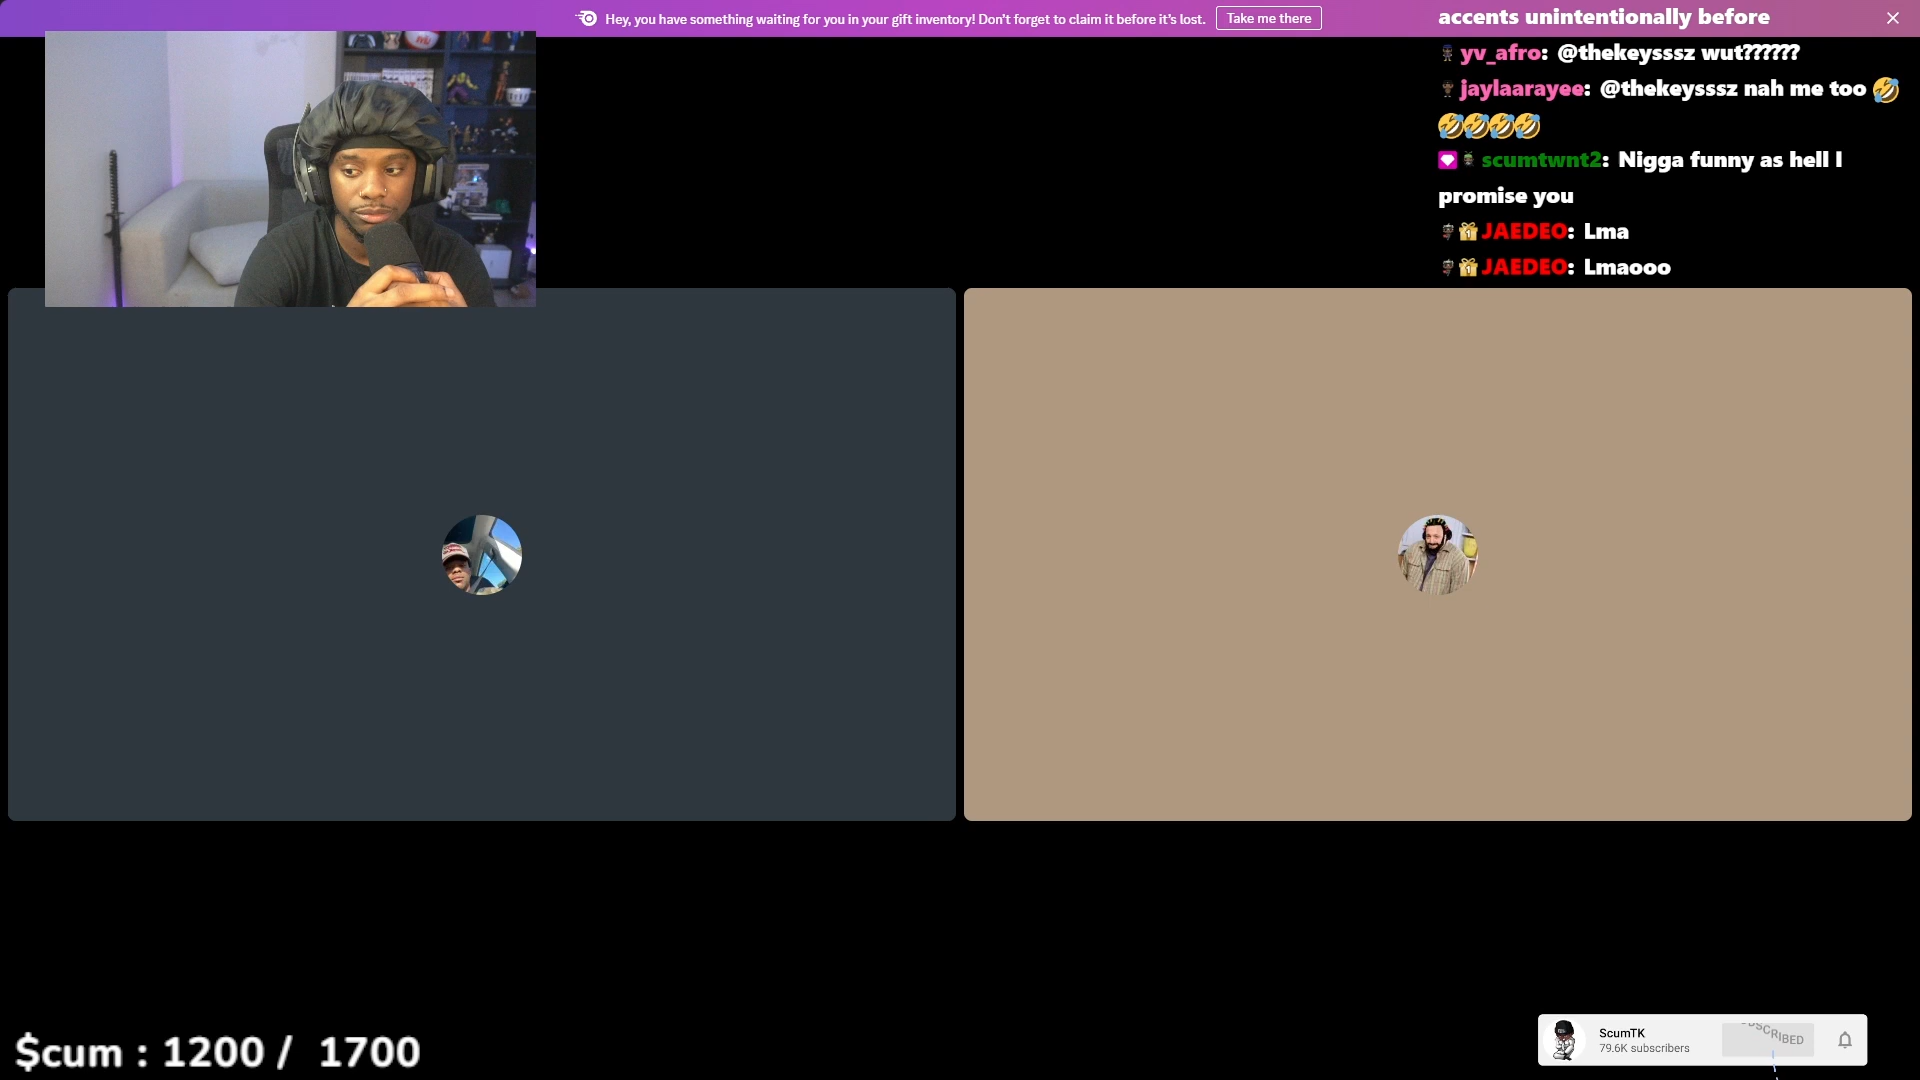 Hey, you have something waiting for you in your gift inventory! Don't forget to claim it before it's lost.
Take me there
accents unintentionally before
yv_afro: @thekeysssz wut??????
jaylaarayee: @thekeysssz nah me too 🤣
🤣🤣🤣🤣
scumtwnt2: Nigga funny as hell I
promise you
JAEDEO: Lma
JAEDEO: Lmaooo
$cum : 1200 / 1700
ScumTK
79.6K subscribers